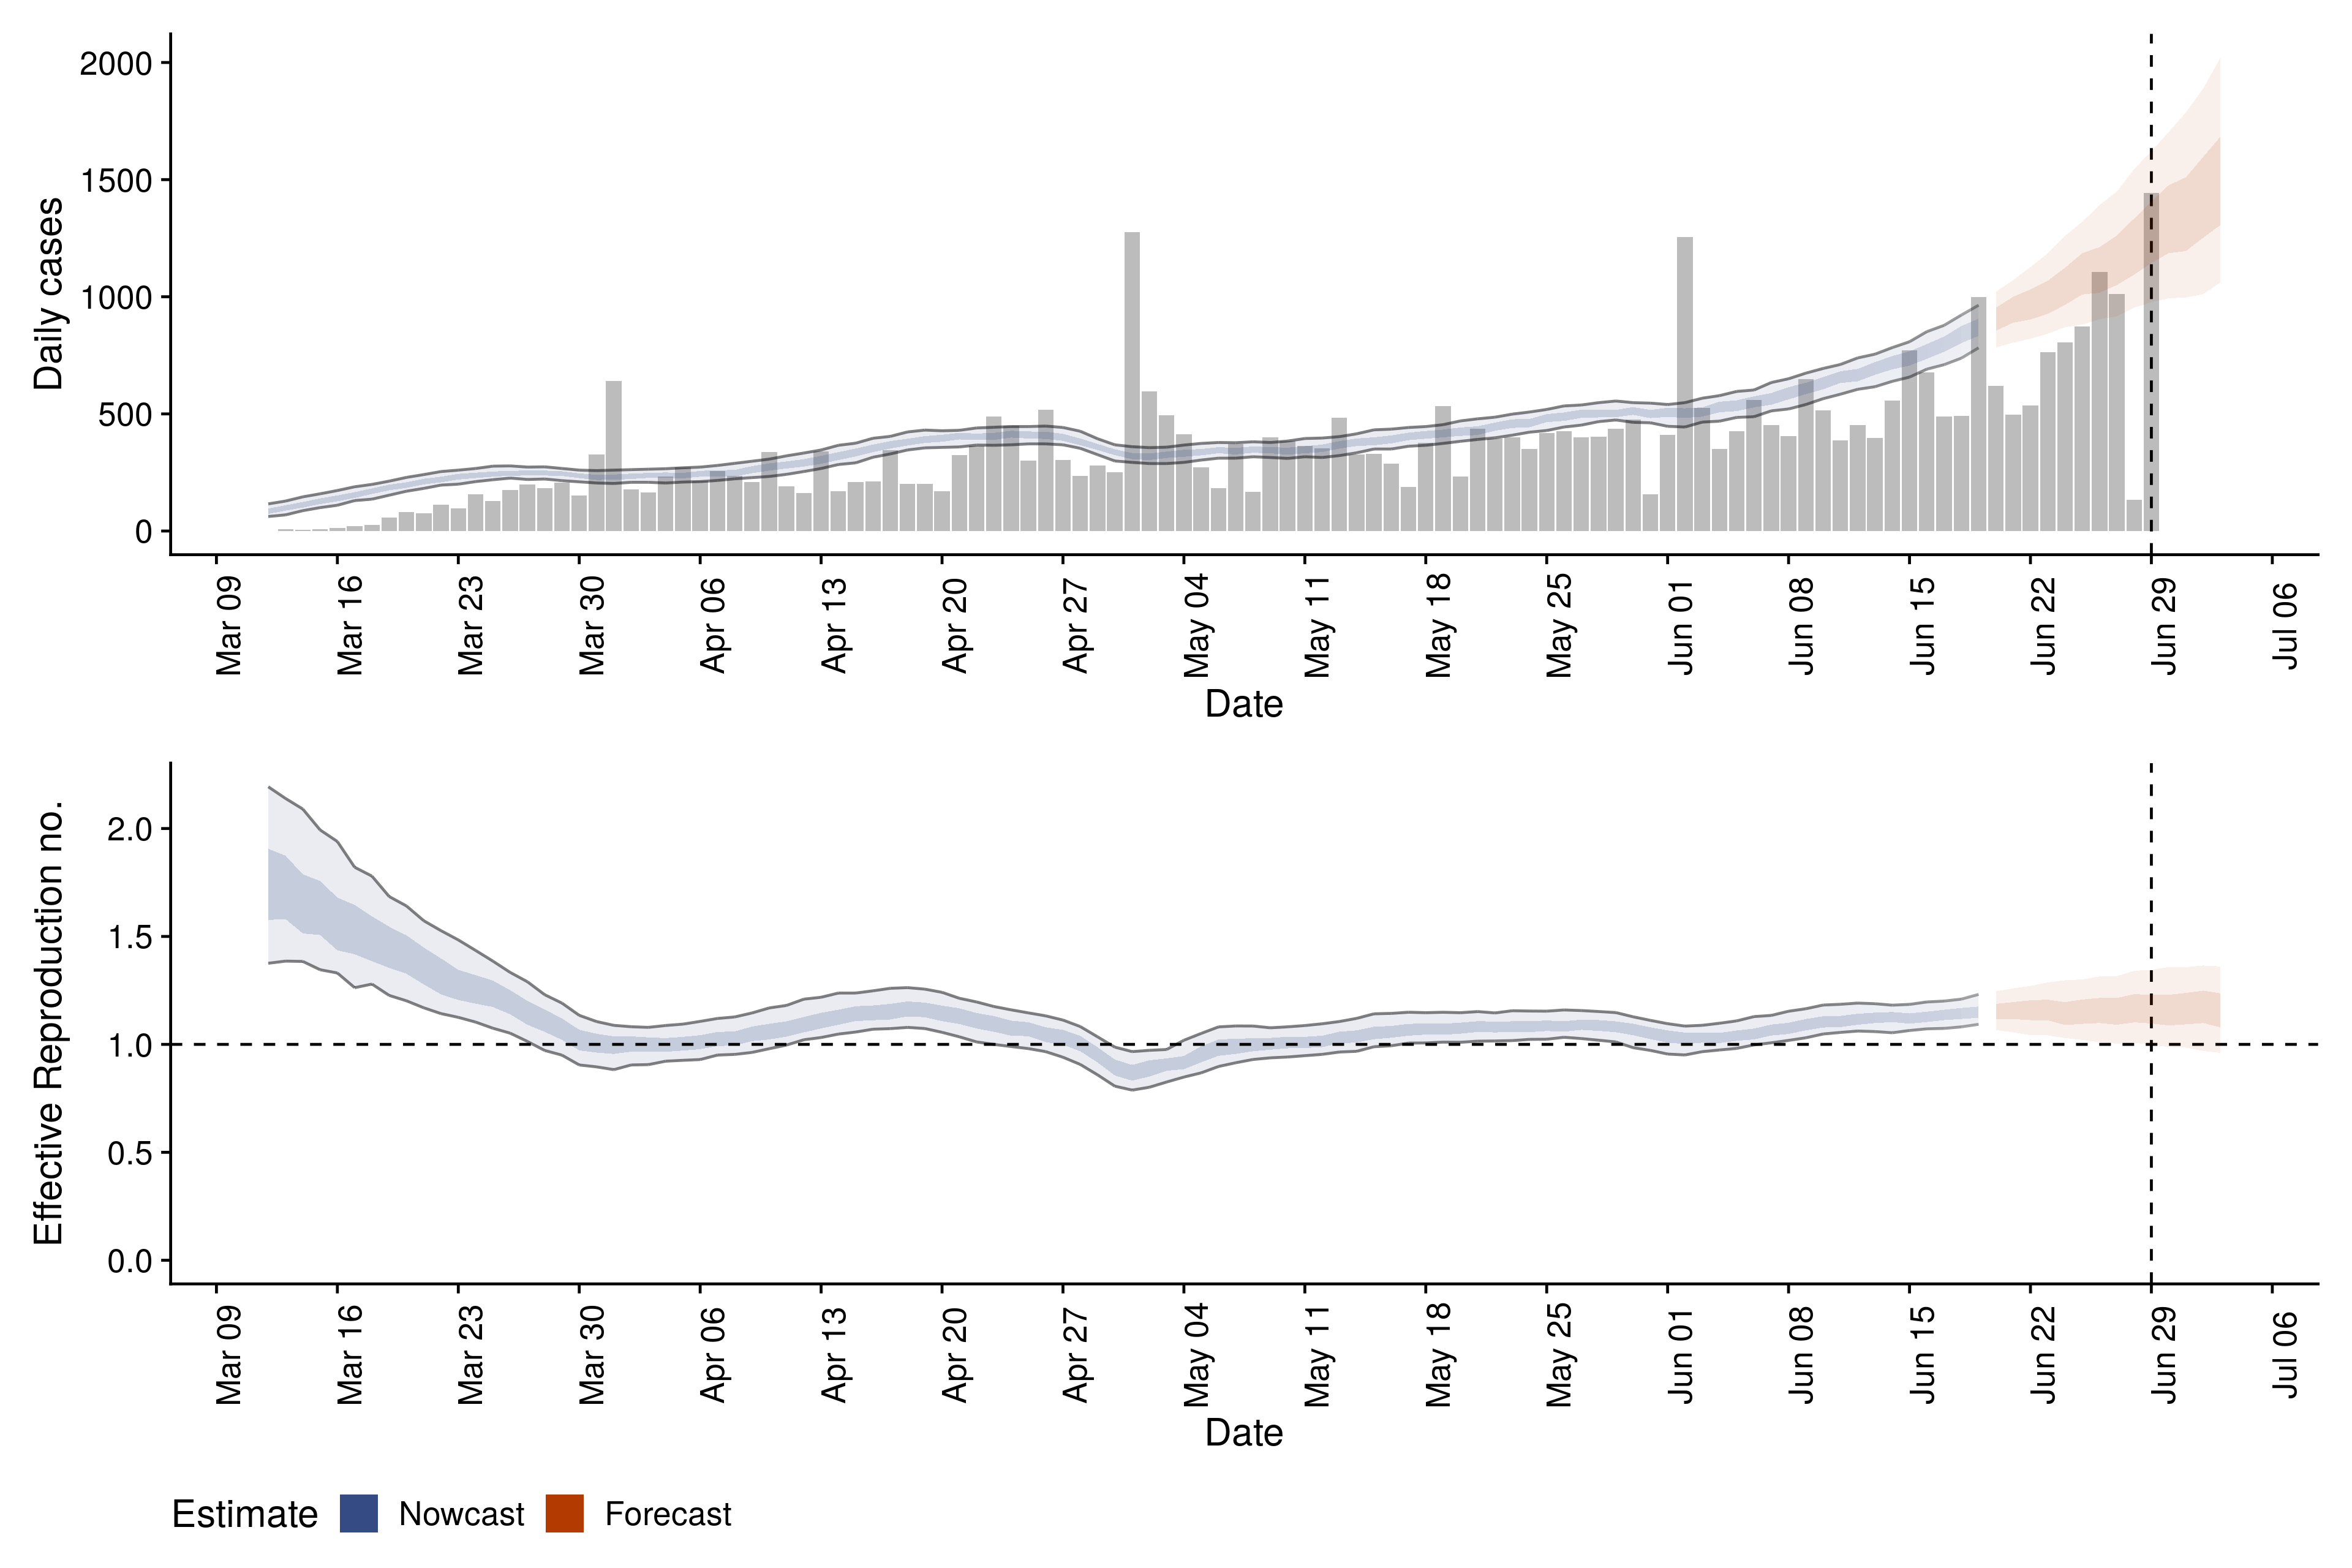 Daily cases
2000
1500
1000
500
0
Mar 09 Mar 16 Mar 23 Mar 30 Apr 06 Apr 13 Apr 20 Apr 27 May 04 May 11 May 18 May 25 Jun 01 Jun 08 Jun 15 Jun 22 Jun 29 Jul 06
Date
Effective Reproduction no.
2.0
1.5
1.0
0.5
0.0
Mar 09 Mar 16 Mar 23 Mar 30 Apr 06 Apr 13 Apr 20 Apr 27 May 04 May 11 May 18 May 25 Jun 01 Jun 08 Jun 15 Jun 22 Jun 29 Jul 06
Date
Estimate Nowcast Forecast